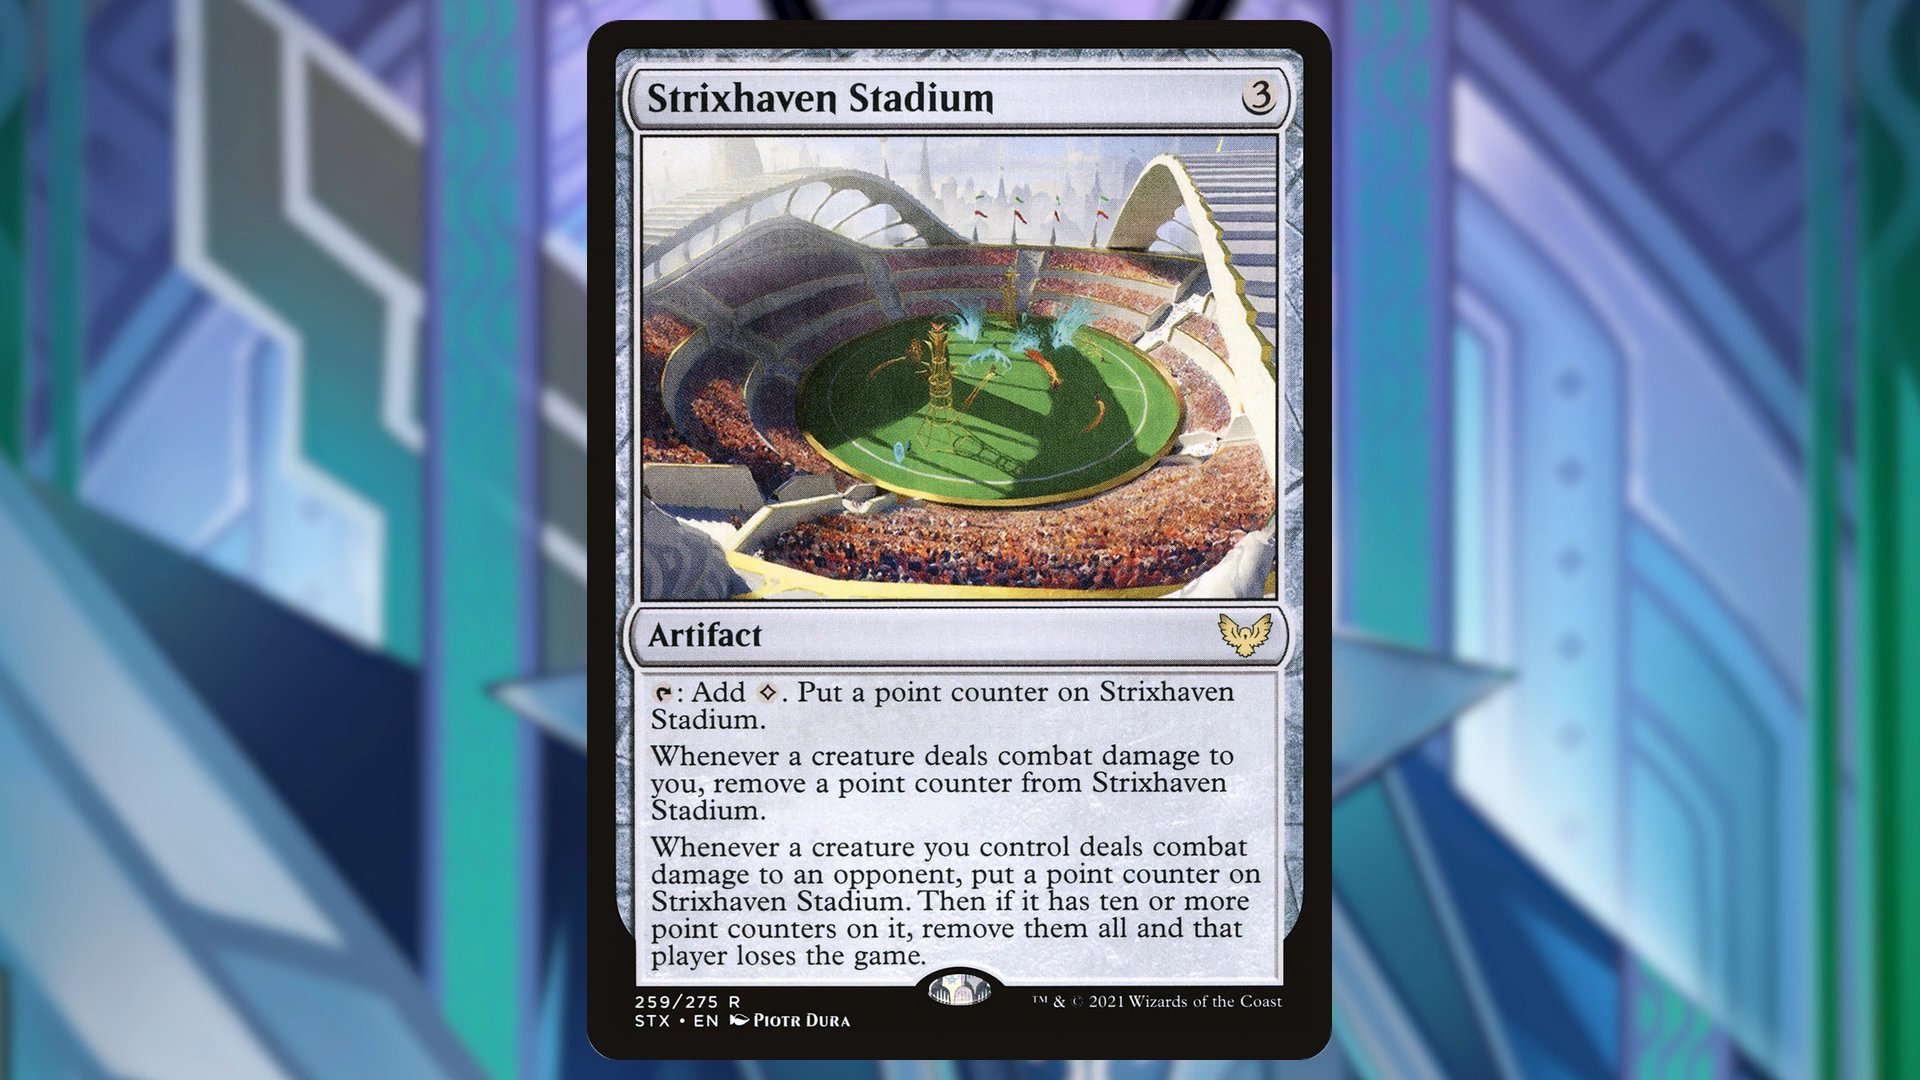 Strixhaven Stadium 3
Artifact
: Add . Put a point counter on Strixhaven
Stadium.
Whenever a creature deals combat damage to
you, remove a point counter from Strixhaven
Stadium.
Whenever a creature you control deals combat
damage to an opponent, put a point counter on
Strixhaven Stadium. Then if it has ten or more
point counters on it, remove them all and that
player loses the game.
259/275 R
STX • EN Piotr Dura
™ & © 2021 Wizards of the Coast